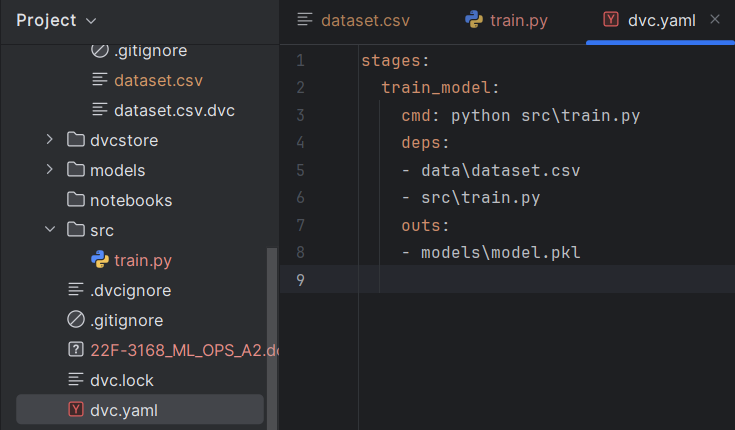 Project
.gitignore
dataset.csv
dataset.csv.dvc
dvcstore
models
notebooks
src
train.py
.dvcignore
.gitignore
22F-3168_ML_OPS_A2.do
dvc.lock
dvc.yaml
dataset.csv train.py dvc.yaml
1 stages:
2 train_model:
3 cmd: python src\train.py
4 deps:
5 - data\dataset.csv
6 - src\train.py
7 outs:
8 - models\model.pkl
9